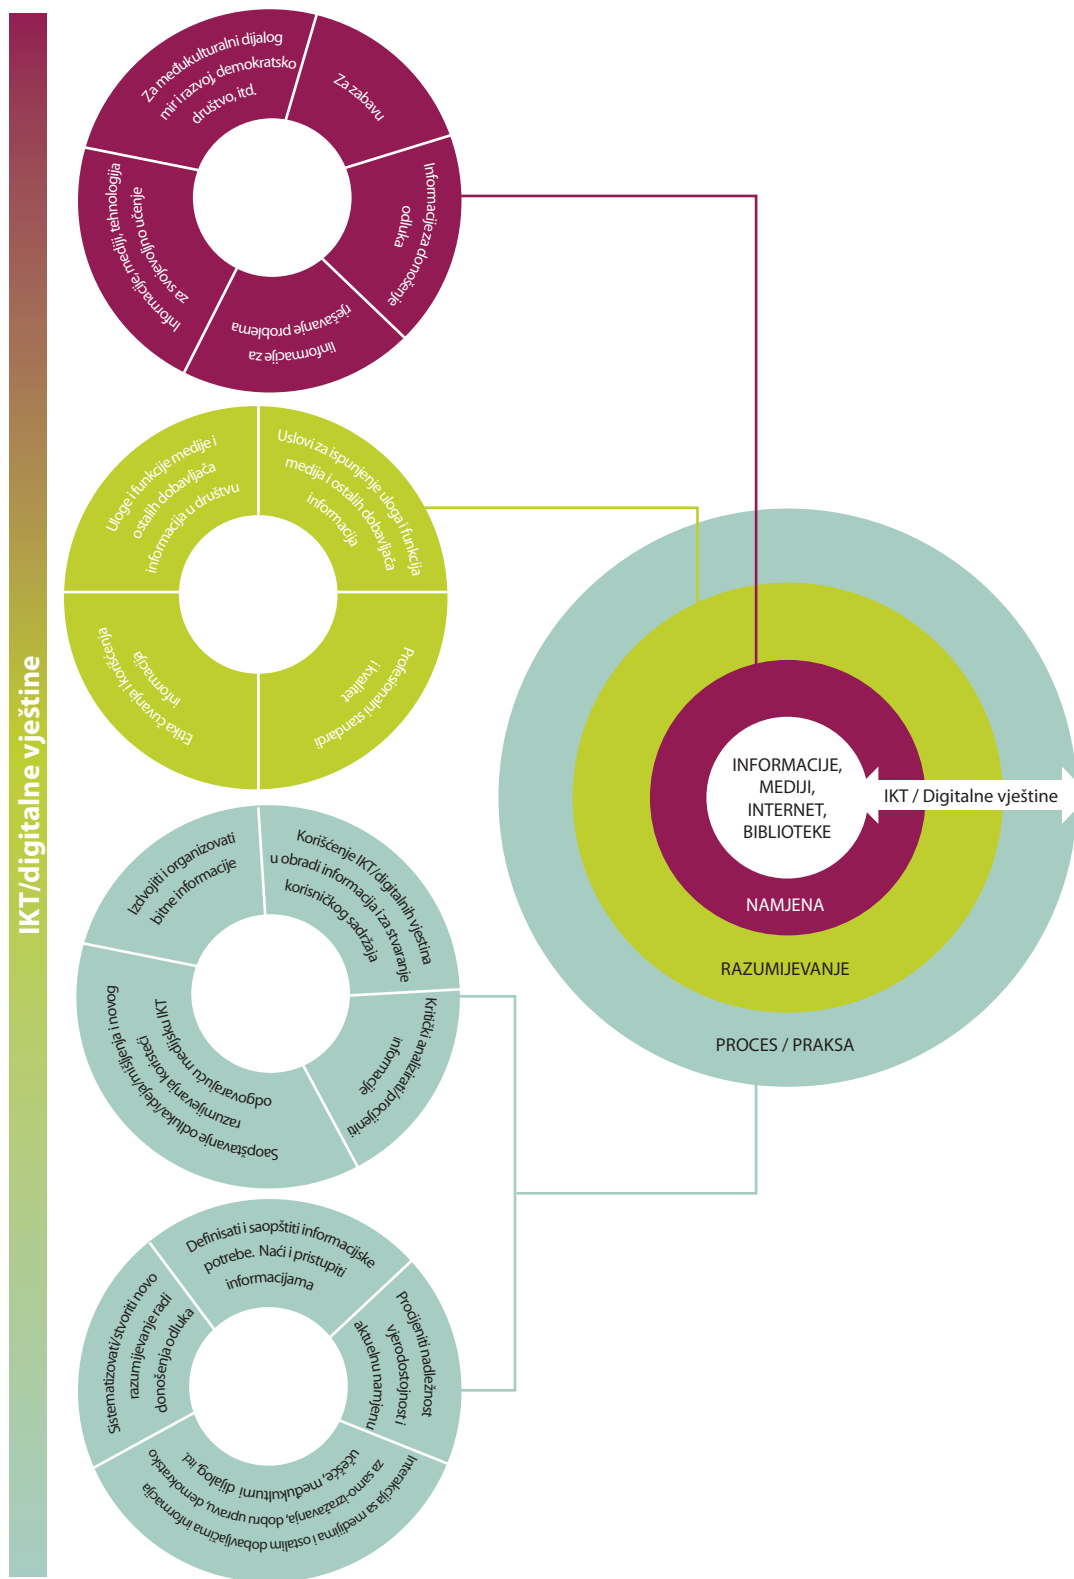 IKT/digitalne vještine
Za međukulturalni dijalog
mir i razvoj, demokratsko
društvo, itd.
Za zabavu
Informacije za donošenje
odluka
Iinformacije za
rješavanje problema
Informacije, mediji, tehnologija
za svojevoljno učenje
Uloge i funkcije medije i
ostalih dobavljača
informacija u društvu
Uslovi za ispunjenje uloga i funkcija
medija i ostalih dobavljača
informacija
Profesionalni standardi
i kvalitet
Etika čuvanja i korišćenja
informacija
Izdvojiti i organizovati
bitne informacije
Korišćenje IKT/digitalnih vjestina
u obradi informacija i za stvaranje
korisničkog sadržaja
Kritički analizirati/procijeniti
informacije
Saopštavanje odluka/ideja/mišljenja i novog
razumijevanja koristeći
odgovarajuću medijsku IKT
Definisati i saopštiti informacijske
potrebe. Naći i pristupiti
informacijama
Procijeniti nadležnost
vjerodostojnost i
aktuelnu namjenu
Interakcija sa medijima i ostalim dobavljačima informacija
za samo-izražavanja, dobru upravu, demokratsko
učešće, međukulturni dijalog, itd.
Sistematizovati/stvoriti novo
razumijevanje radi
donošenja odluka
INFORMACIJE,
MEDIJI,
INTERNET,
BIBLIOTEKE
IKT / Digitalne vještine
NAMJENA
RAZUMIJEVANJE
PROCES / PRAKSA